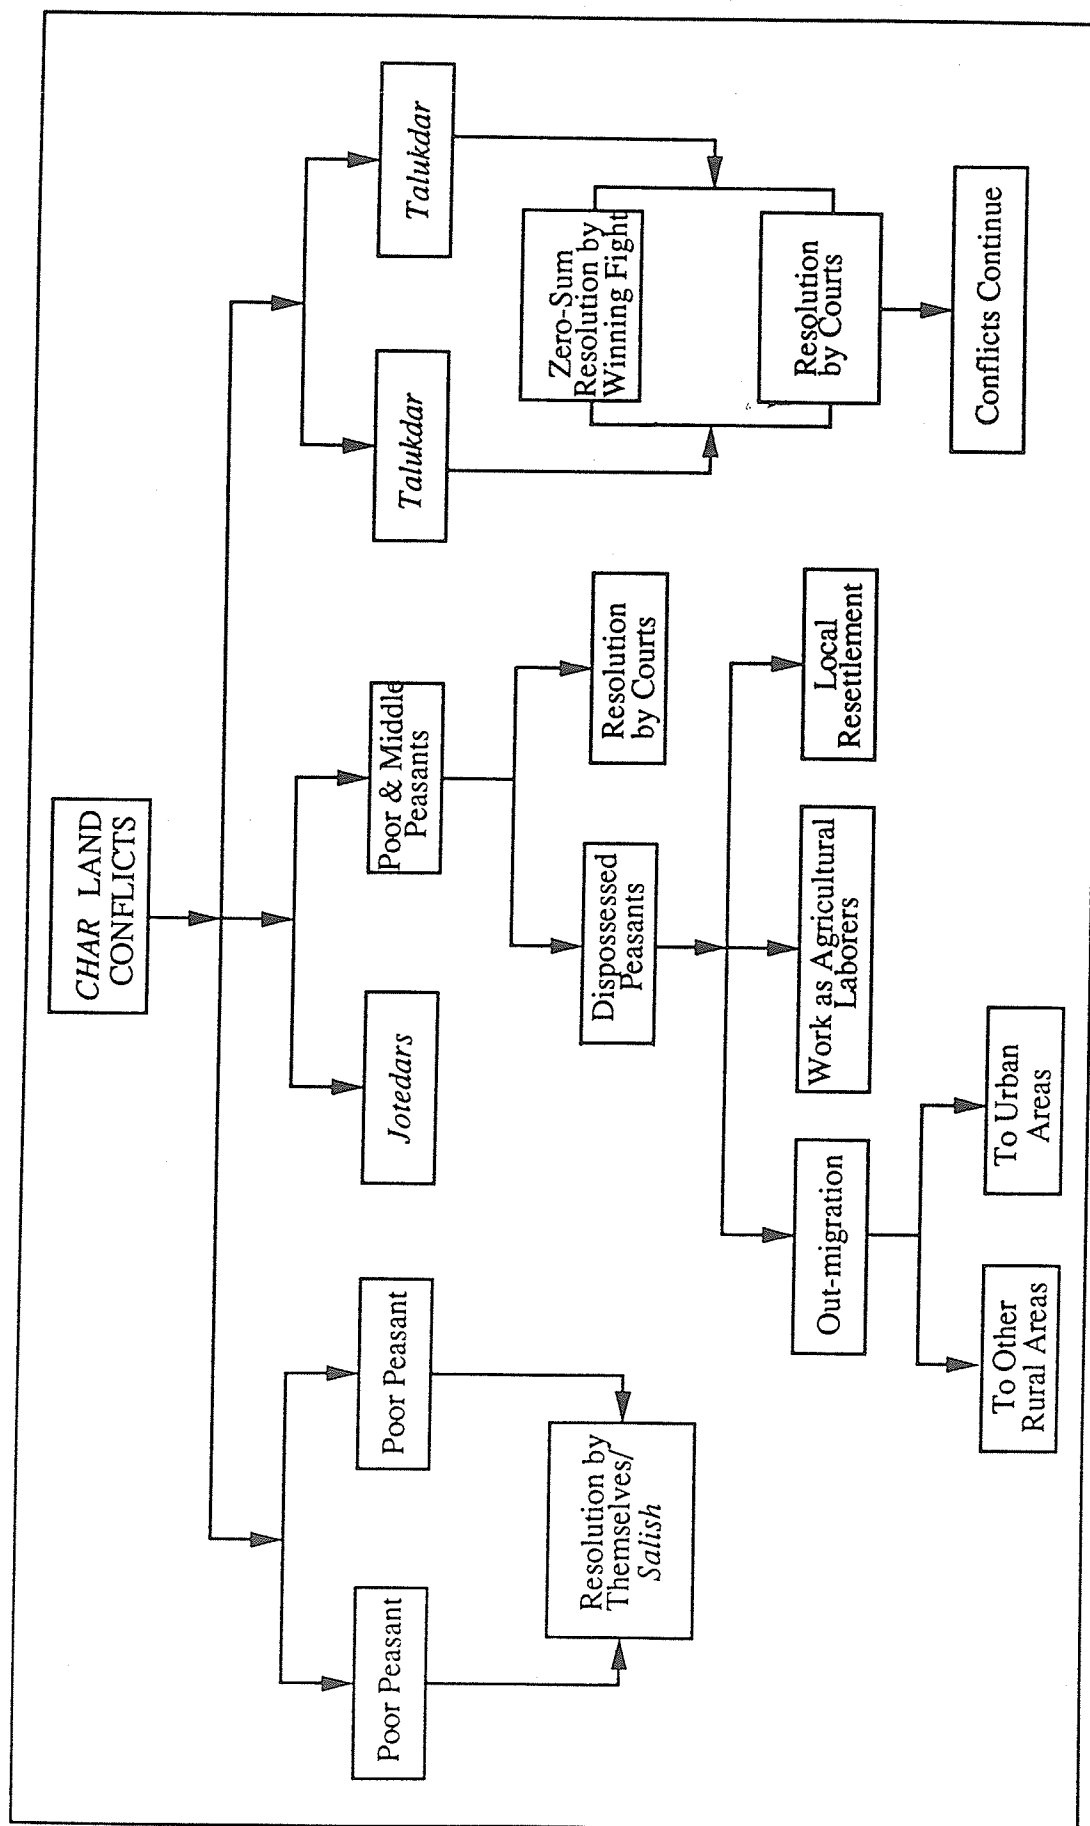 CHAR LAND
CONFLICTS
Poor Peasant
Poor Peasant
Resolution by
Themselves/
Salish
Jotedars
Poor & Middle
Peasants
Dispossessed
Peasants
Resolution
by Courts
Out-migration
Work as Agricultural
Laborers
Local
Resettlement
To Other
Rural Areas
To Urban
Areas
Talukdar
Talukdar
Zero-Sum
Resolution by
Winning Fight
Resolution
by Courts
Conflicts Continue